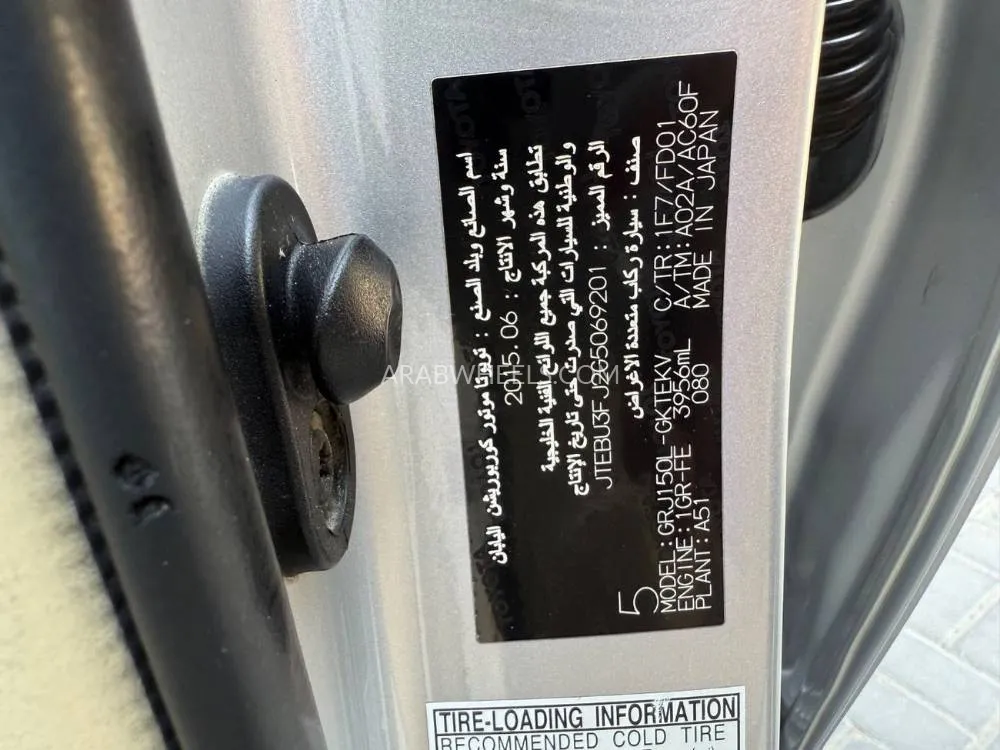 اسم الصانع وبلد الصنع : تويوتا موتور كوربوريشن اليابان
سنة وشهر الانتاج : 2015.06
تطابق هذه المركبة جميع اللوائح الفنية الخليجية
والوطنية للسيارات التي صدرت حتى تاريخ الإنتاج
الرقم المميز : JTEBU3FJ2G5069201
صنف : سيارة ركاب متعددة الاغراض
5
MODEL:GRJ150L-GKTEKV C/TR:1F7/FD01
ENGINE:1GR-FE 3956mL A/TM:A02A/AC60F
PLANT:A51 080 MADE IN JAPAN
TIRE-LOADING INFORMATION
RECOMMENDED COLD TIRE
ARABWHEELS.COM